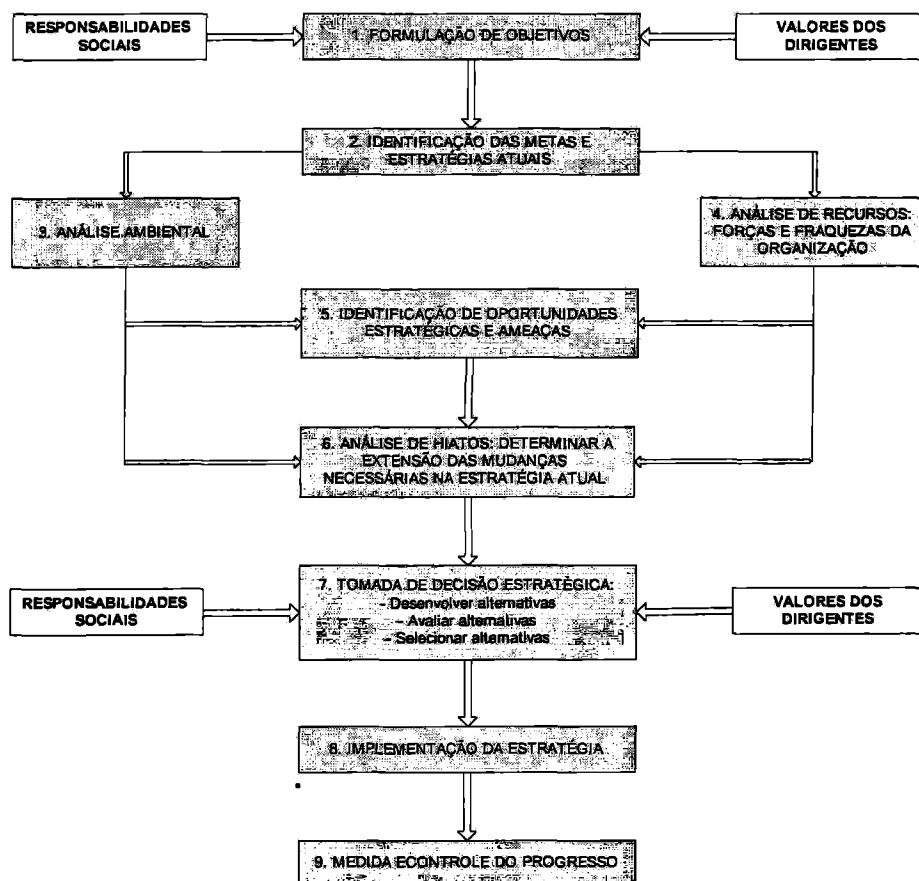 RESPONSABILIDADES
SOCIAIS
1. FORMULAÇÃO DE OBJETIVOS
VALORES DOS
DIRIGENTES
2. IDENTIFICAÇÃO DAS METAS E
ESTRATÉGIAS ATUAIS
3. ANÁLISE AMBIENTAL
4. ANÁLISE DE RECURSOS:
FORÇAS E FRAQUEZAS DA
ORGANIZAÇÃO
5. IDENTIFICAÇÃO DE OPORTUNIDADES
ESTRATÉGICAS E AMEAÇAS
6. ANÁLISE DE HIATOS: DETERMINAR A
EXTENSÃO DAS MUDANÇAS
NECESSÁRIAS NA ESTRATÉGIA ATUAL
RESPONSABILIDADES
SOCIAIS
7. TOMADA DE DECISÃO ESTRATÉGICA:
- Desenvolver alternativas
– Avaliar alternativas
– Selecionar alternativas
VALORES DOS
DIRIGENTES
8. IMPLEMENTAÇÃO DA ESTRATÉGIA
9. MEDIDA ECONTROLE DO PROGRESSO